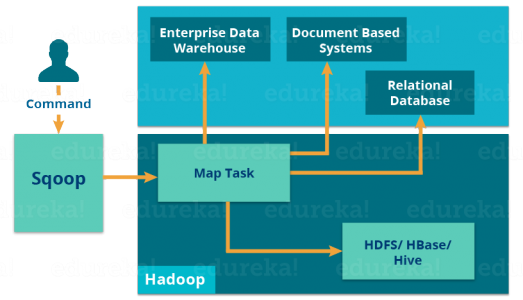 Enterprise Data
Warehouse
Document Based
Systems
Relational
Database
Command
Sqoop
Map Task
HDFS/ HBase/
Hive
Hadoop
edureka!